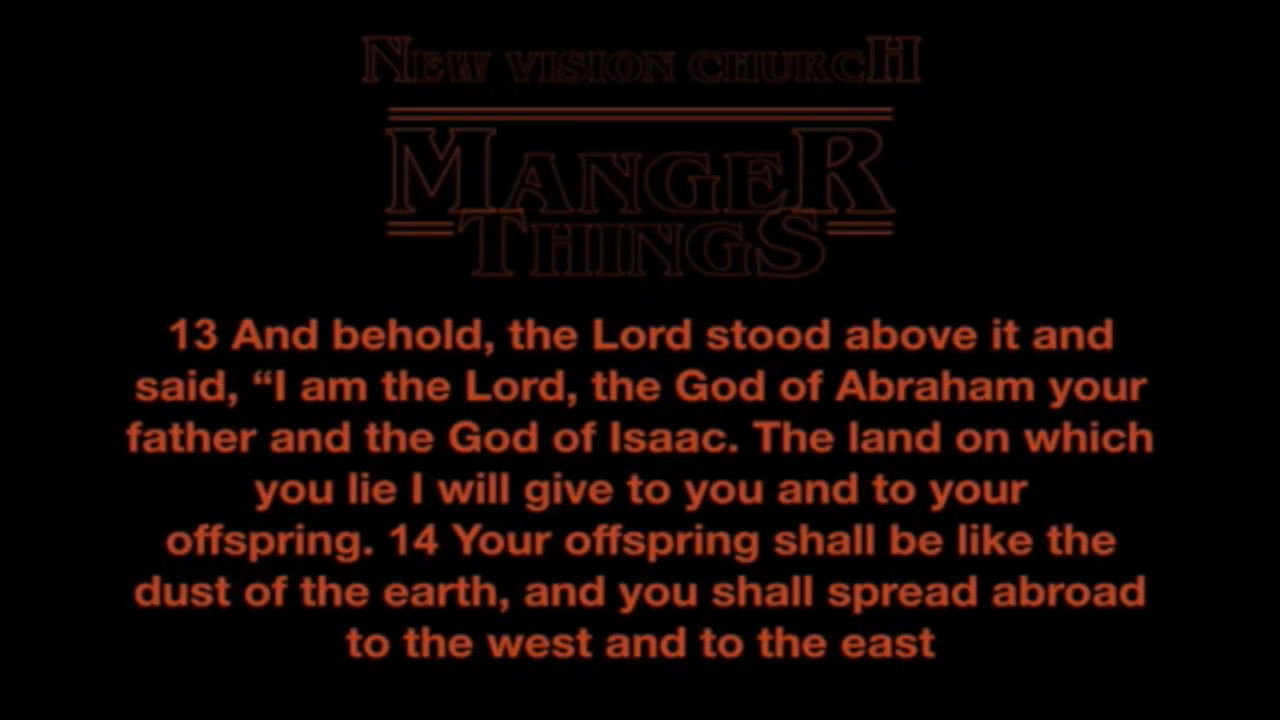 NEW VISION CHURCH
MANGER
THINGS
13 And behold, the Lord stood above it and
said, “I am the Lord, the God of Abraham your
father and the God of Isaac. The land on which
you lie I will give to you and to your
offspring. 14 Your offspring shall be like the
dust of the earth, and you shall spread abroad
to the west and to the east